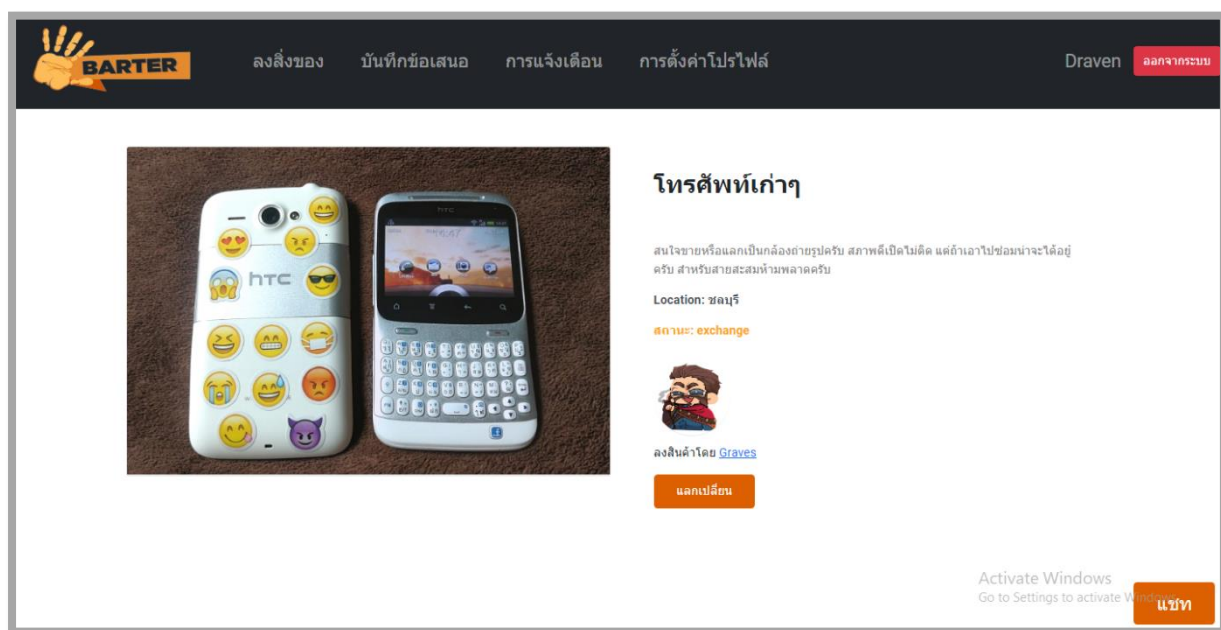 BARTER
ลงสิ่งของ
บันทึกข้อเสนอ
การแจ้งเตือน
การตั้งค่าโปรไฟล์
Draven
ออกจากระบบ
hTC
โทรศัพท์เก่าๆ
สนใจขายหรือแลกเป็นกล้องถ่ายรูปครับ สภาพดีเปิดไม่ติด แต่ถ้าเอาไปซ่อมน่าจะได้อยู่
ครับ สำหรับสายสะสมห้ามพลาดครับ
Location: ชลบุรี
สถานะ: exchange
ลงสินค้าโดย Graves
แลกเปลี่ยน
Activate Windows
Go to Settings to activate Windows.
แชท